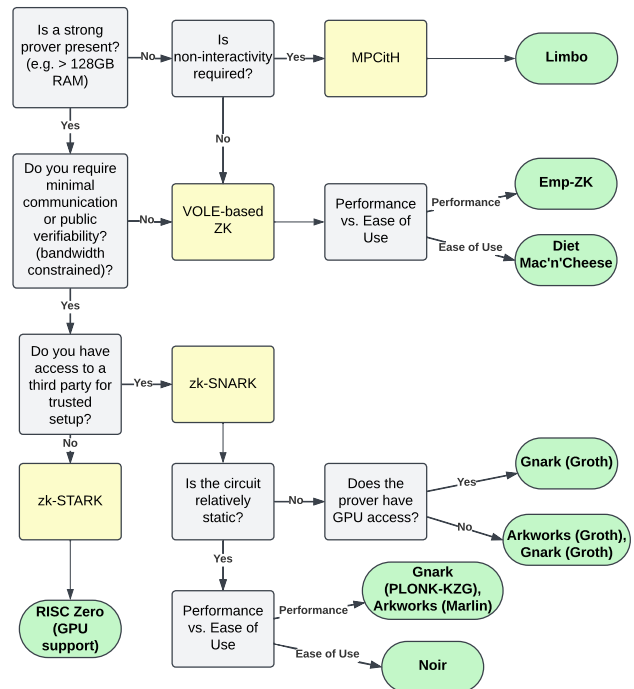 Is a strong
prover present?
(e.g. > 128GB
RAM)
No
Is
non-interactivity
required?
Yes
MPCitH
Limbo
Yes
No
Do you require
minimal
communication
or public
verifiability?
(bandwidth
constrained)?
No
VOLE-based
ZK
Performance
vs. Ease of
Use
Performance
Emp-ZK
Ease of Use
Diet
Mac'n'Cheese
Yes
Do you have
access to a
third party for
trusted
setup?
Yes
zk-SNARK
No
zk-STARK
Is the circuit
relatively
static?
No
Does the
prover have
GPU access?
Yes
Gnark (Groth)
No
Arkworks (Groth),
Gnark (Groth)
Yes
RISC Zero
(GPU
support)
Performance
vs. Ease of
Use
Performance
Gnark
(PLONK-KZG),
Arkworks (Marlin)
Ease of Use
Noir